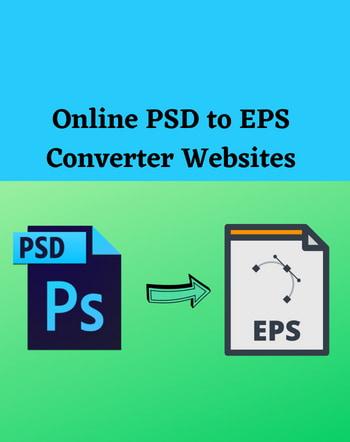 Online PSD to EPS
Converter Websites
PSD
Ps
EPS